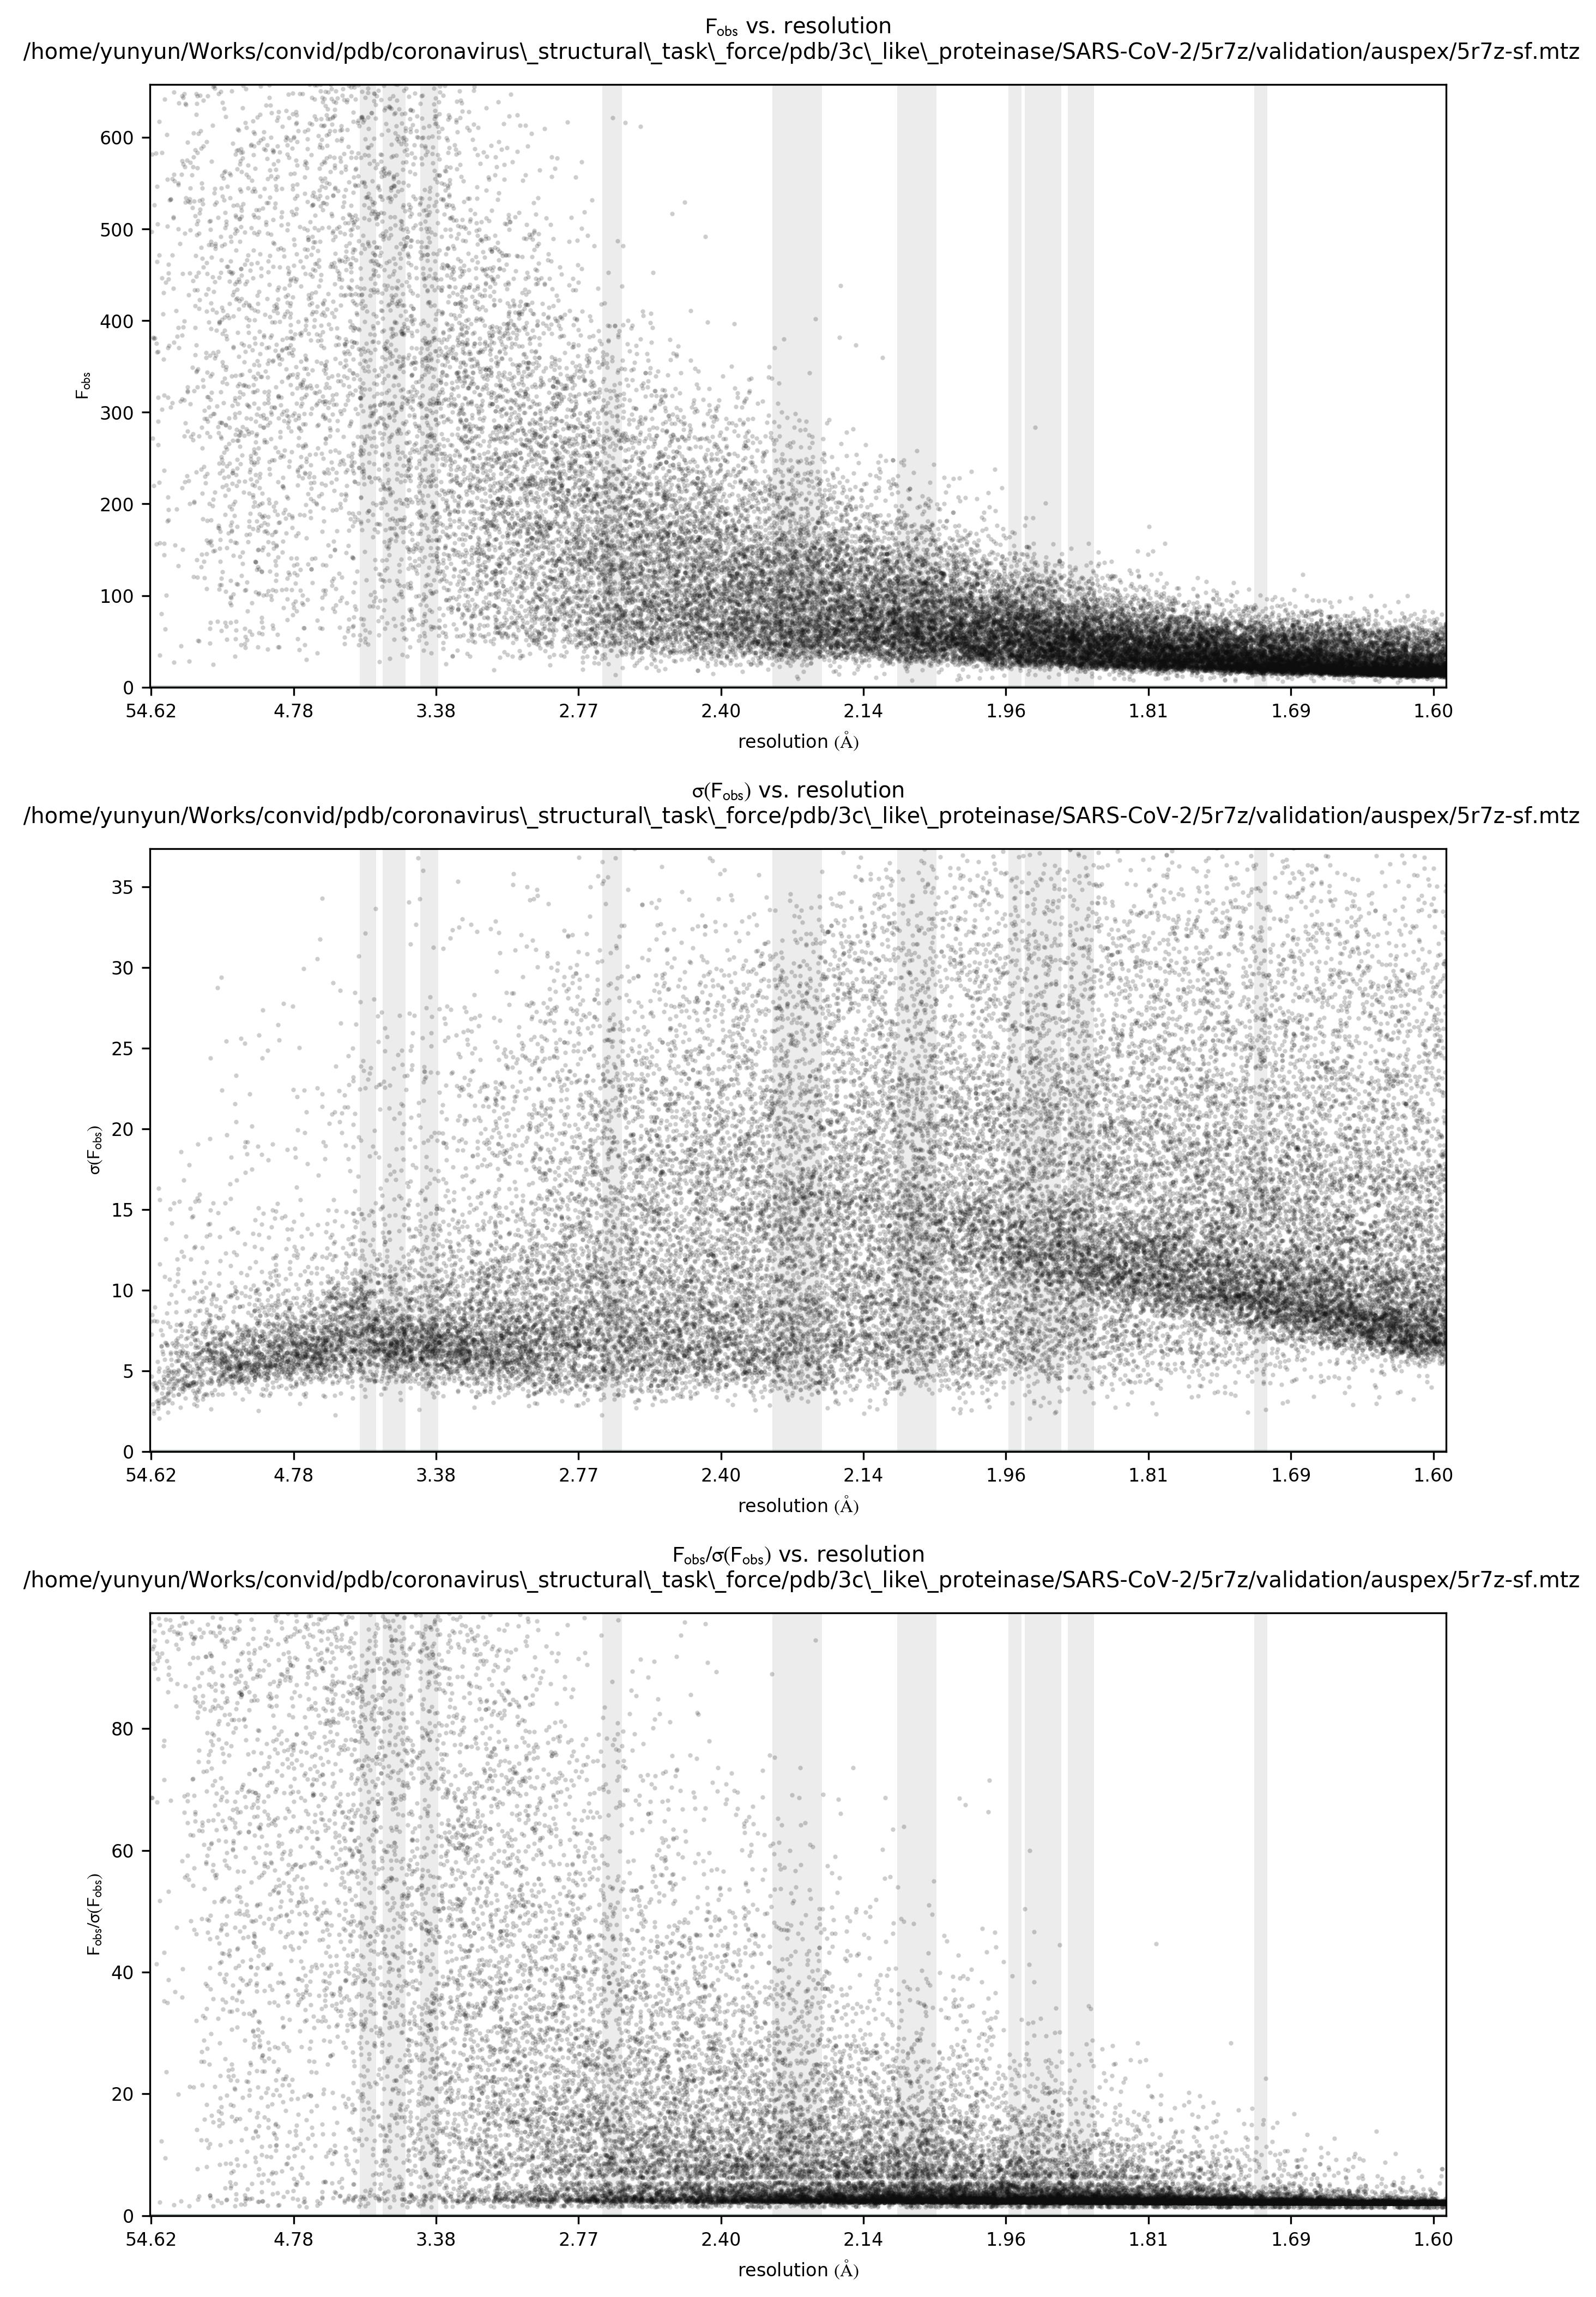 Fobs vs. resolution
/home/yunyun/Works/convid/pdb/coronavirus\_structural\_task\_force/pdb/3c\_like\_proteinase/SARS-CoV-2/5r7z/validation/auspex/5r7z-sf.mtz
600
500
400
300
200
100
0
Fobs
54.62 4.78 3.38 2.77 2.40 2.14 1.96 1.81 1.69 1.60
resolution (Å)
σ(Fobs) vs. resolution
/home/yunyun/Works/convid/pdb/coronavirus\_structural\_task\_force/pdb/3c\_like\_proteinase/SARS-CoV-2/5r7z/validation/auspex/5r7z-sf.mtz
35
30
25
20
15
10
5
0
σ(Fobs)
54.62 4.78 3.38 2.77 2.40 2.14 1.96 1.81 1.69 1.60
resolution (Å)
Fobs/σ(Fobs) vs. resolution
/home/yunyun/Works/convid/pdb/coronavirus\_structural\_task\_force/pdb/3c\_like\_proteinase/SARS-CoV-2/5r7z/validation/auspex/5r7z-sf.mtz
80
60
40
20
0
Fobs/σ(Fobs)
54.62 4.78 3.38 2.77 2.40 2.14 1.96 1.81 1.69 1.60
resolution (Å)